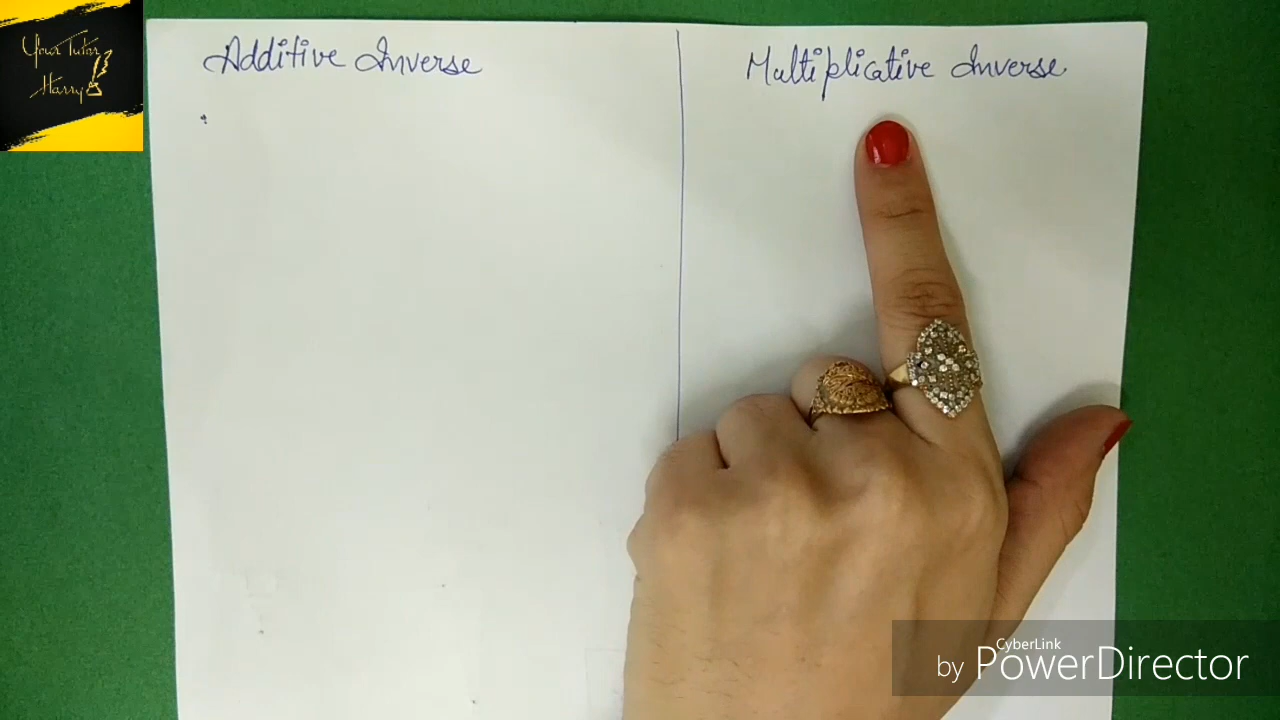 Your Tutor
Harry
Additive Inverse
Multiplicative Inverse
CyberLink
by PowerDirector